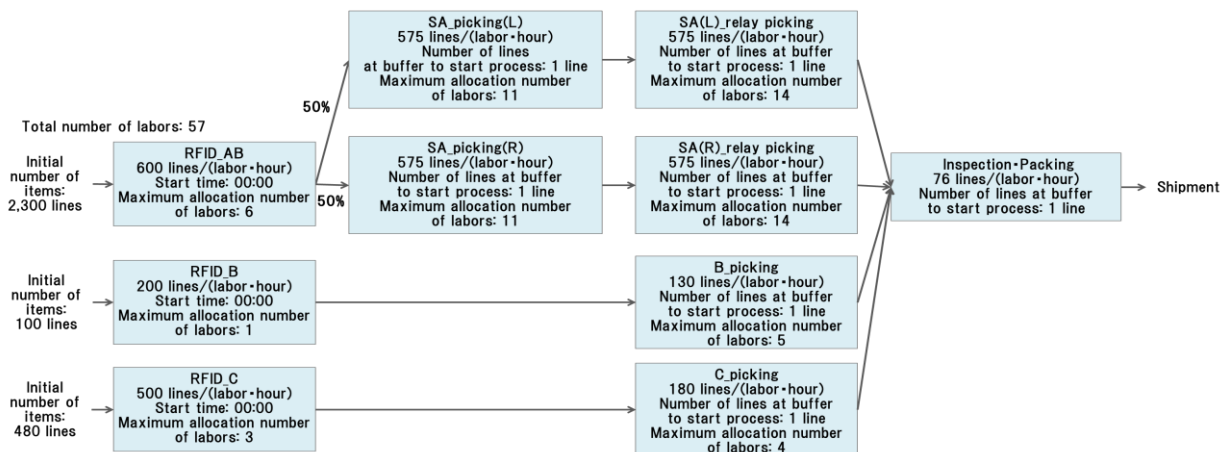 Total number of labors: 57
Initial
number of
items:
2,300 lines
RFID_AB
600 lines/(labor・hour)
Start time: 00:00
Maximum allocation number
of labors: 6
50%
50%
SA_picking(L)
575 lines/(labor・hour)
Number of lines
at buffer to start process: 1 line
Maximum allocation number
of labors: 11
SA(L)_relay picking
575 lines/(labor・hour)
Number of lines at buffer
to start process: 1 line
Maximum allocation number
of labors: 14
SA_picking(R)
575 lines/(labor・hour)
Number of lines at buffer
to start process: 1 line
Maximum allocation number
of labors: 11
SA(R)_relay picking
575 lines/(labor・hour)
Number of lines at buffer
to start process: 1 line
Maximum allocation number
of labors: 14
Inspection・Packing
76 lines/(labor・hour)
Number of lines at buffer
to start process: 1 line
Shipment
Initial
number of
items:
100 lines
RFID_B
200 lines/(labor・hour)
Start time: 00:00
Maximum allocation number
of labors: 1
B_picking
130 lines/(labor・hour)
Number of lines at buffer
to start process: 1 line
Maximum allocation number
of labors: 5
Initial
number of
items:
480 lines
RFID_C
500 lines/(labor・hour)
Start time: 00:00
Maximum allocation number
of labors: 3
C_picking
180 lines/(labor・hour)
Number of lines at buffer
to start process: 1 line
Maximum allocation number
of labors: 4